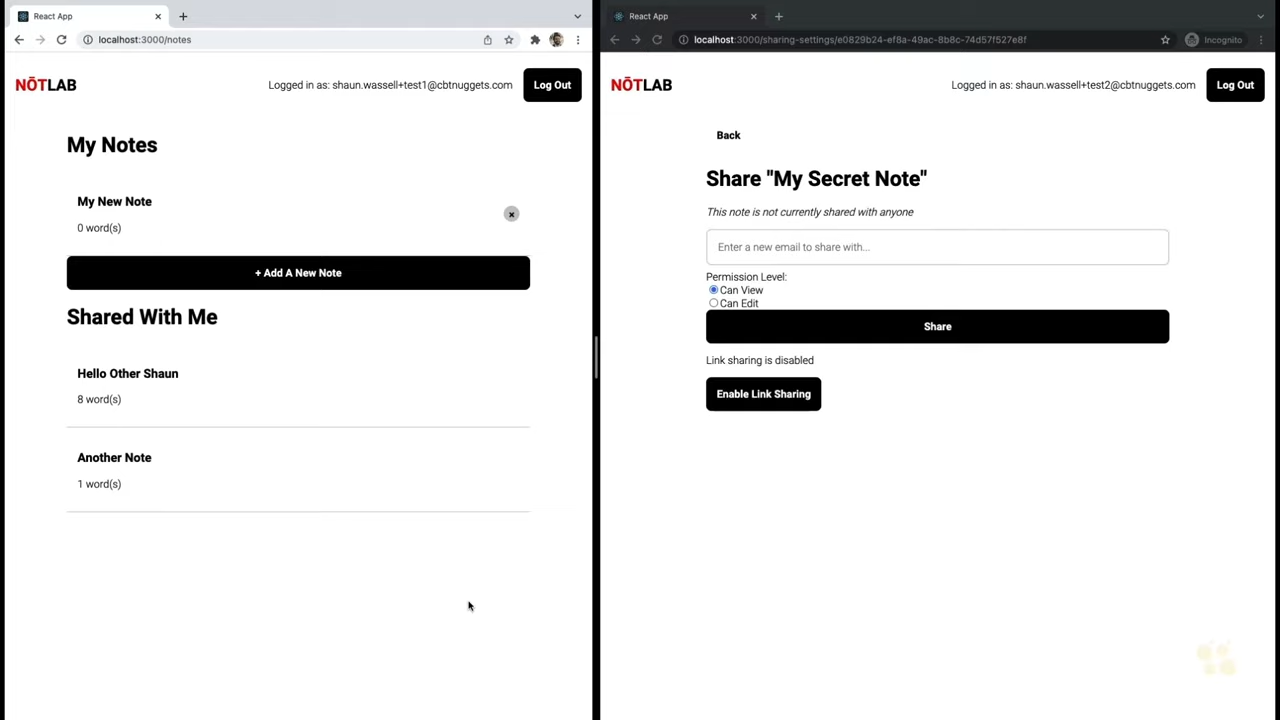 React App
localhost:3000/notes
NŌTLAB
Logged in as: shaun.wassell+test1@cbtnuggets.com
Log Out
My Notes
My New Note
0 word(s)
+ Add A New Note
Shared With Me
Hello Other Shaun
8 word(s)
Another Note
1 word(s)
React App
localhost:3000/sharing-settings/e0829b24-ef8a-49ac-8b8c-74d57f527e8f
Incognito
NŌTLAB
Logged in as: shaun.wassell+test2@cbtnuggets.com
Log Out
Back
Share "My Secret Note"
This note is not currently shared with anyone
Enter a new email to share with...
Permission Level:
Can View
Can Edit
Share
Link sharing is disabled
Enable Link Sharing